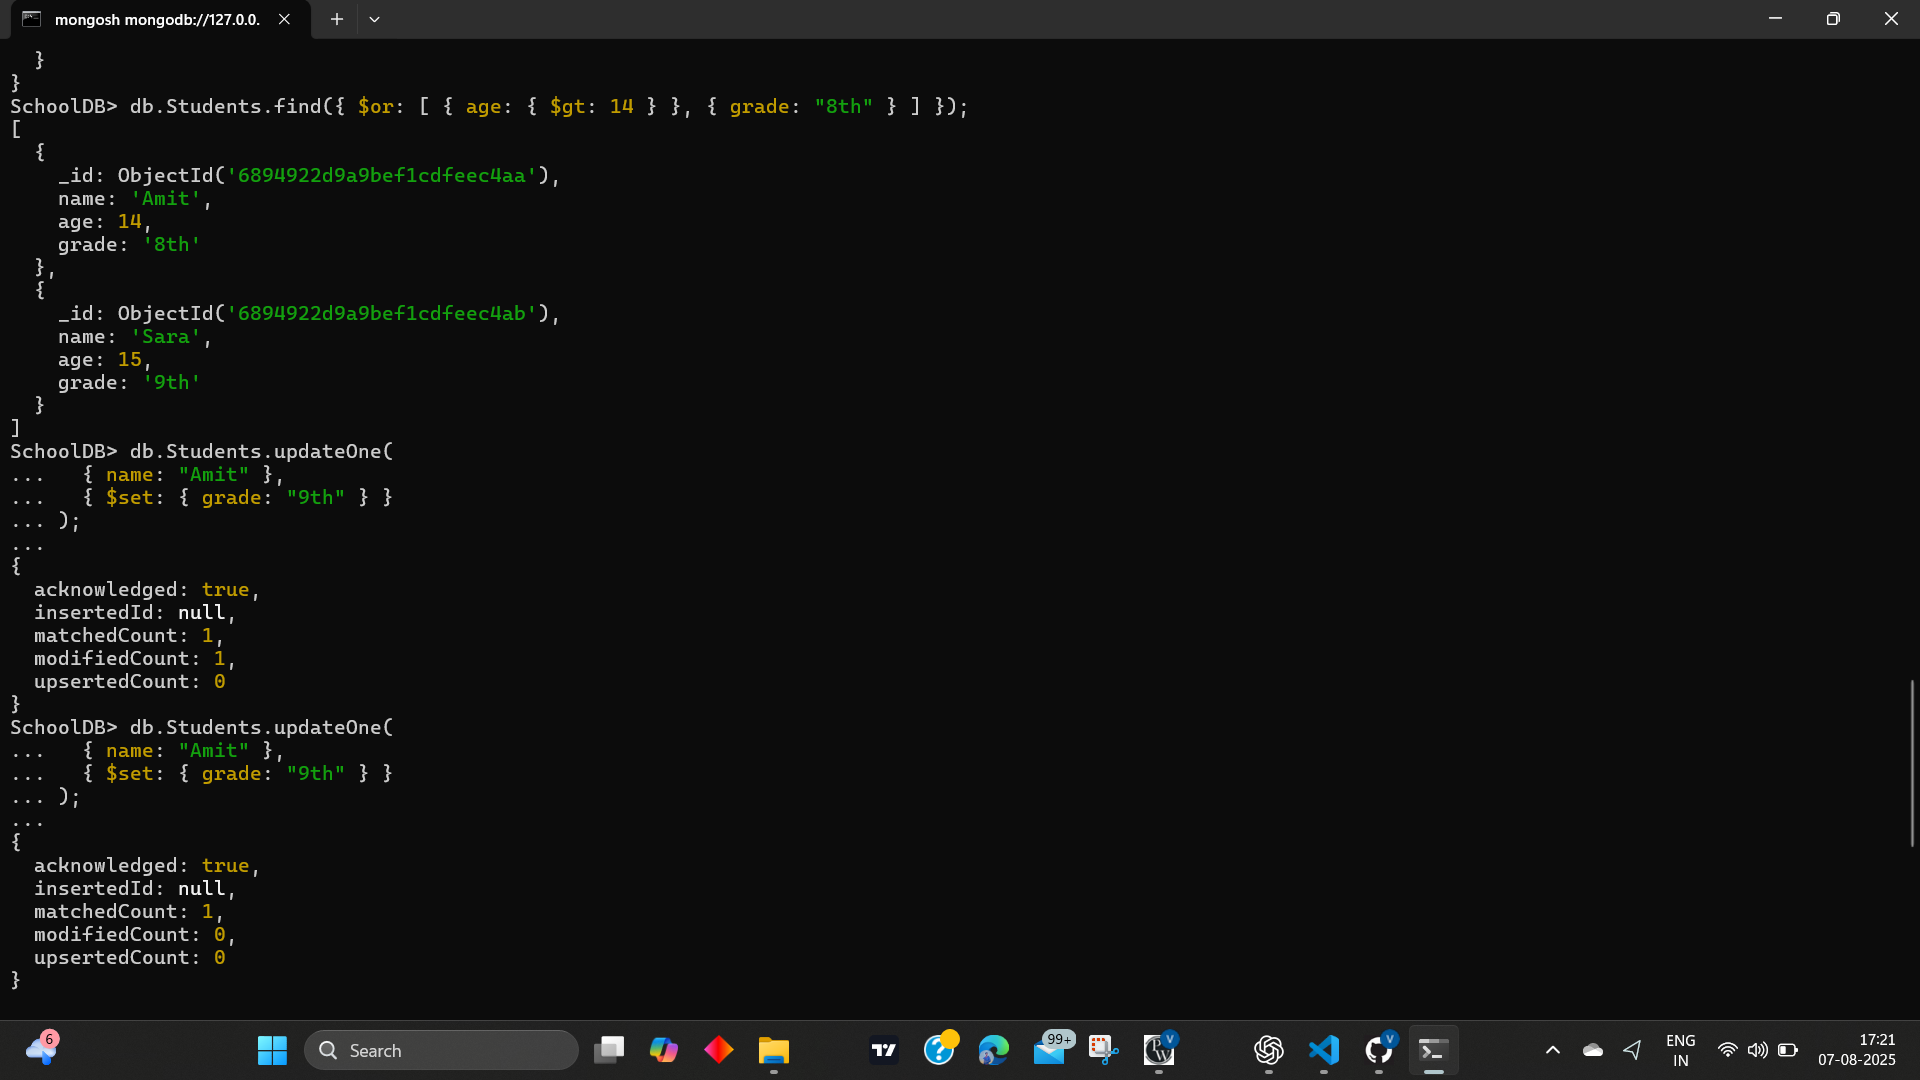 mongosh mongodb://127.0.0.
}
}
SchoolDB> db.Students.find({ $or: [ { age: { $gt: 14 } }, { grade: "8th" } ] });
[
{
_id: ObjectId('6894922d9a9bef1cdfeec4aa'),
name: 'Amit',
age: 14,
grade: '8th'
},
{
_id: ObjectId('6894922d9a9bef1cdfeec4ab'),
name: 'Sara',
age: 15,
grade: '9th'
}
]
SchoolDB> db.Students.updateOne(
... { name: "Amit" },
... { $set: { grade: "9th" } }
... );
...
{
acknowledged: true,
insertedId: null,
matchedCount: 1,
modifiedCount: 1,
upsertedCount: 0
}
SchoolDB> db.Students.updateOne(
... { name: "Amit" },
... { $set: { grade: "9th" } }
... );
...
{
acknowledged: true,
insertedId: null,
matchedCount: 1,
modifiedCount: 0,
upsertedCount: 0
}
6
Search
99+
PW
V
V
ENG
IN
17:21
07-08-2025